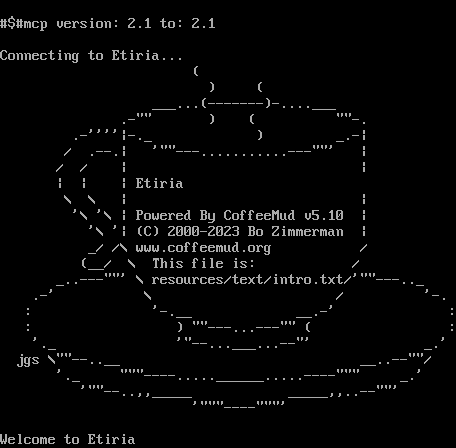 #$#mcp version: 2.1 to: 2.1
Connecting to Etiria...
Etiria
Powered By CoffeeMud v5.10
(C) 2000-2023 Bo Zimmerman
www.coffeemud.org
This file is:
resources/text/intro.txt
jgs
Welcome to Etiria